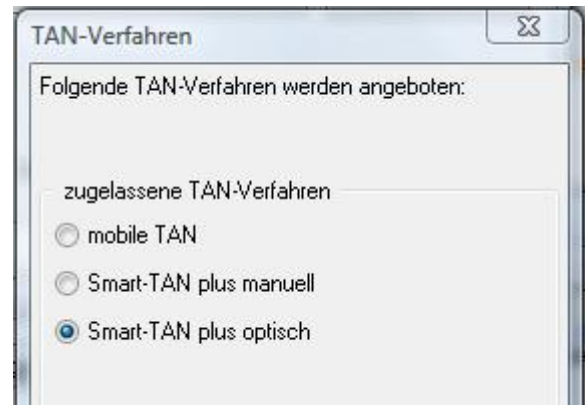 TAN-Verfahren
Folgende TAN-Verfahren werden angeboten:
zugelassene TAN-Verfahren
mobile TAN
Smart-TAN plus manuell
Smart-TAN plus optisch